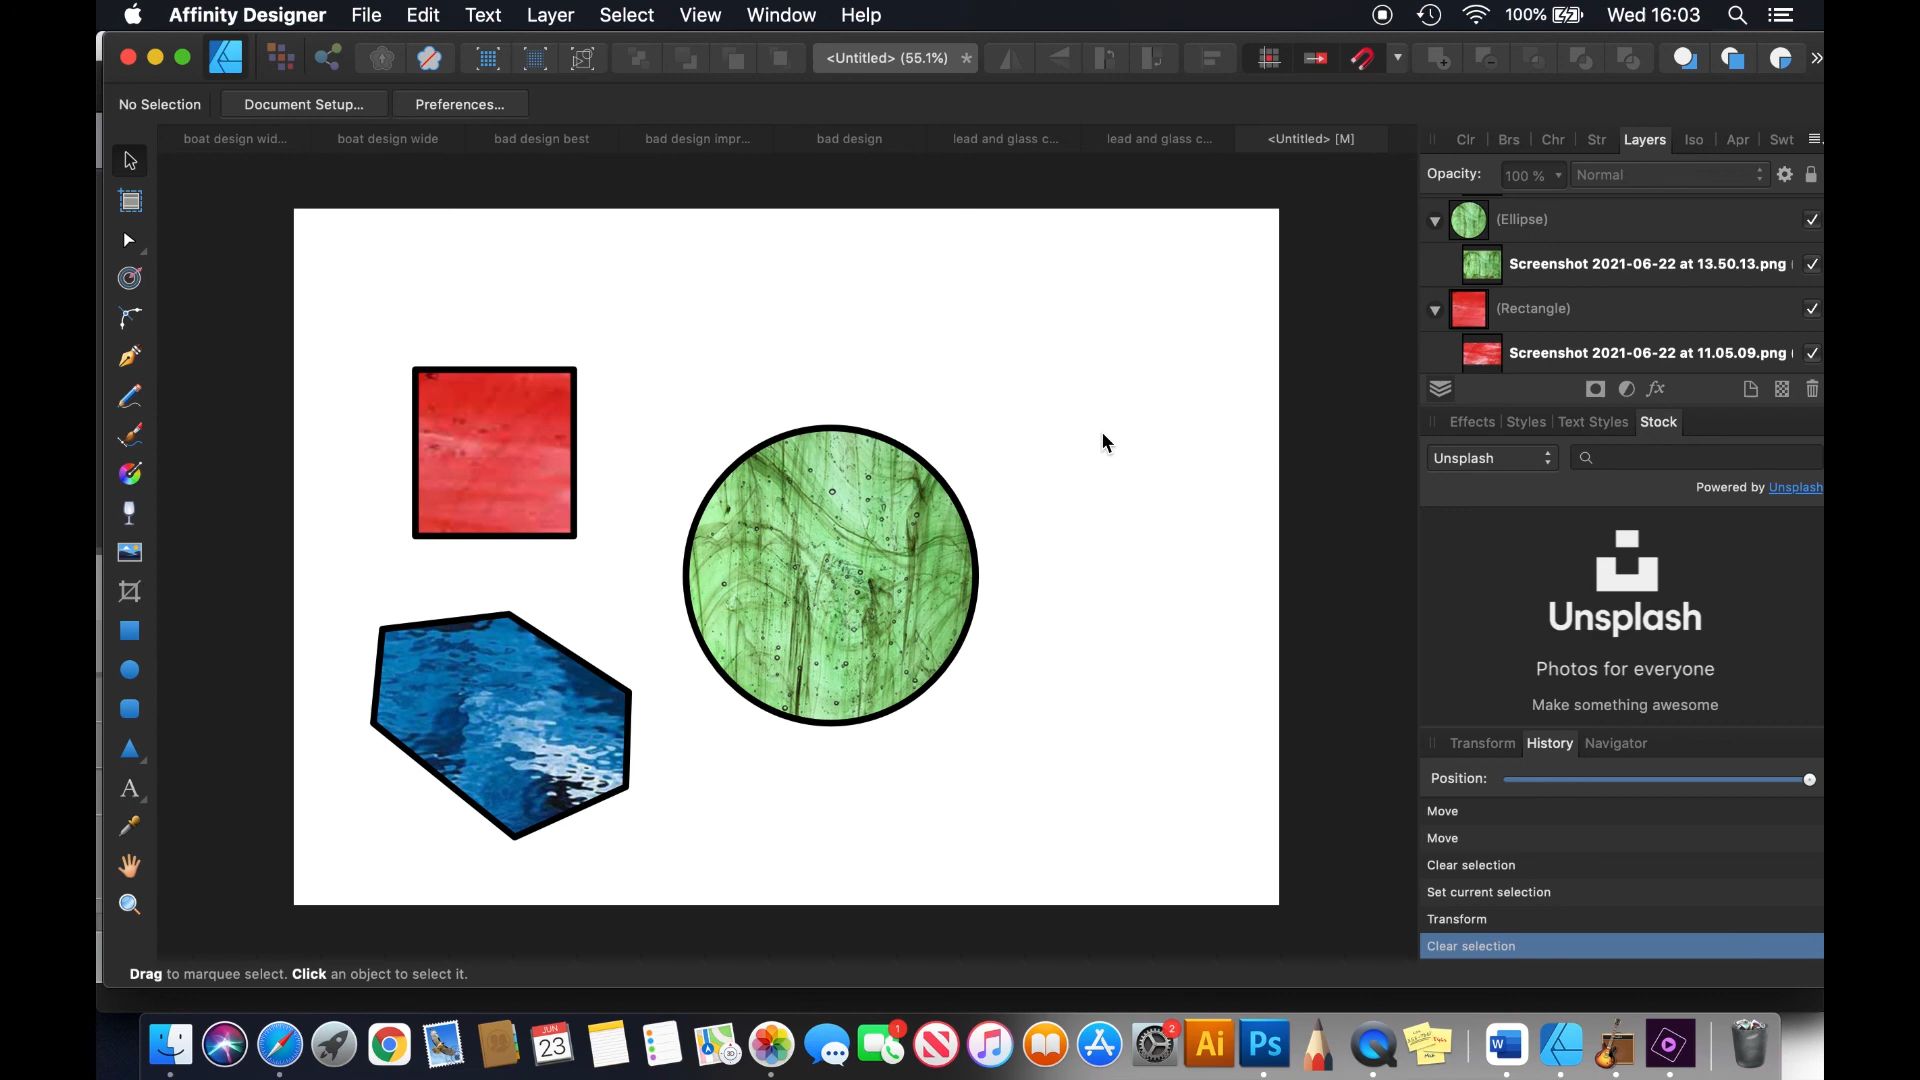 Affinity Designer File Edit Text Layer Select View Window Help 100% Wed 16:03
<Untitled> (55.1%) *
No Selection Document Setup... Preferences...
boat design wid... boat design wide bad design best bad design impr... bad design lead and glass c... lead and glass c... <Untitled> [M]
Clr Brs Chr Str Layers Iso Apr Swt
Opacity: 100 % Normal
(Ellipse)
Screenshot 2021-06-22 at 13.50.13.png
(Rectangle)
Screenshot 2021-06-22 at 11.05.09.png
fx
Effects Styles Text Styles Stock
Unsplash
Powered by Unsplash
Unsplash
Photos for everyone
Make something awesome
Transform History Navigator
Position:
Move
Move
Clear selection
Set current selection
Transform
Clear selection
A
Drag to marquee select. Click an object to select it.
JUN
23
1
2
Ai
Ps
W
3D